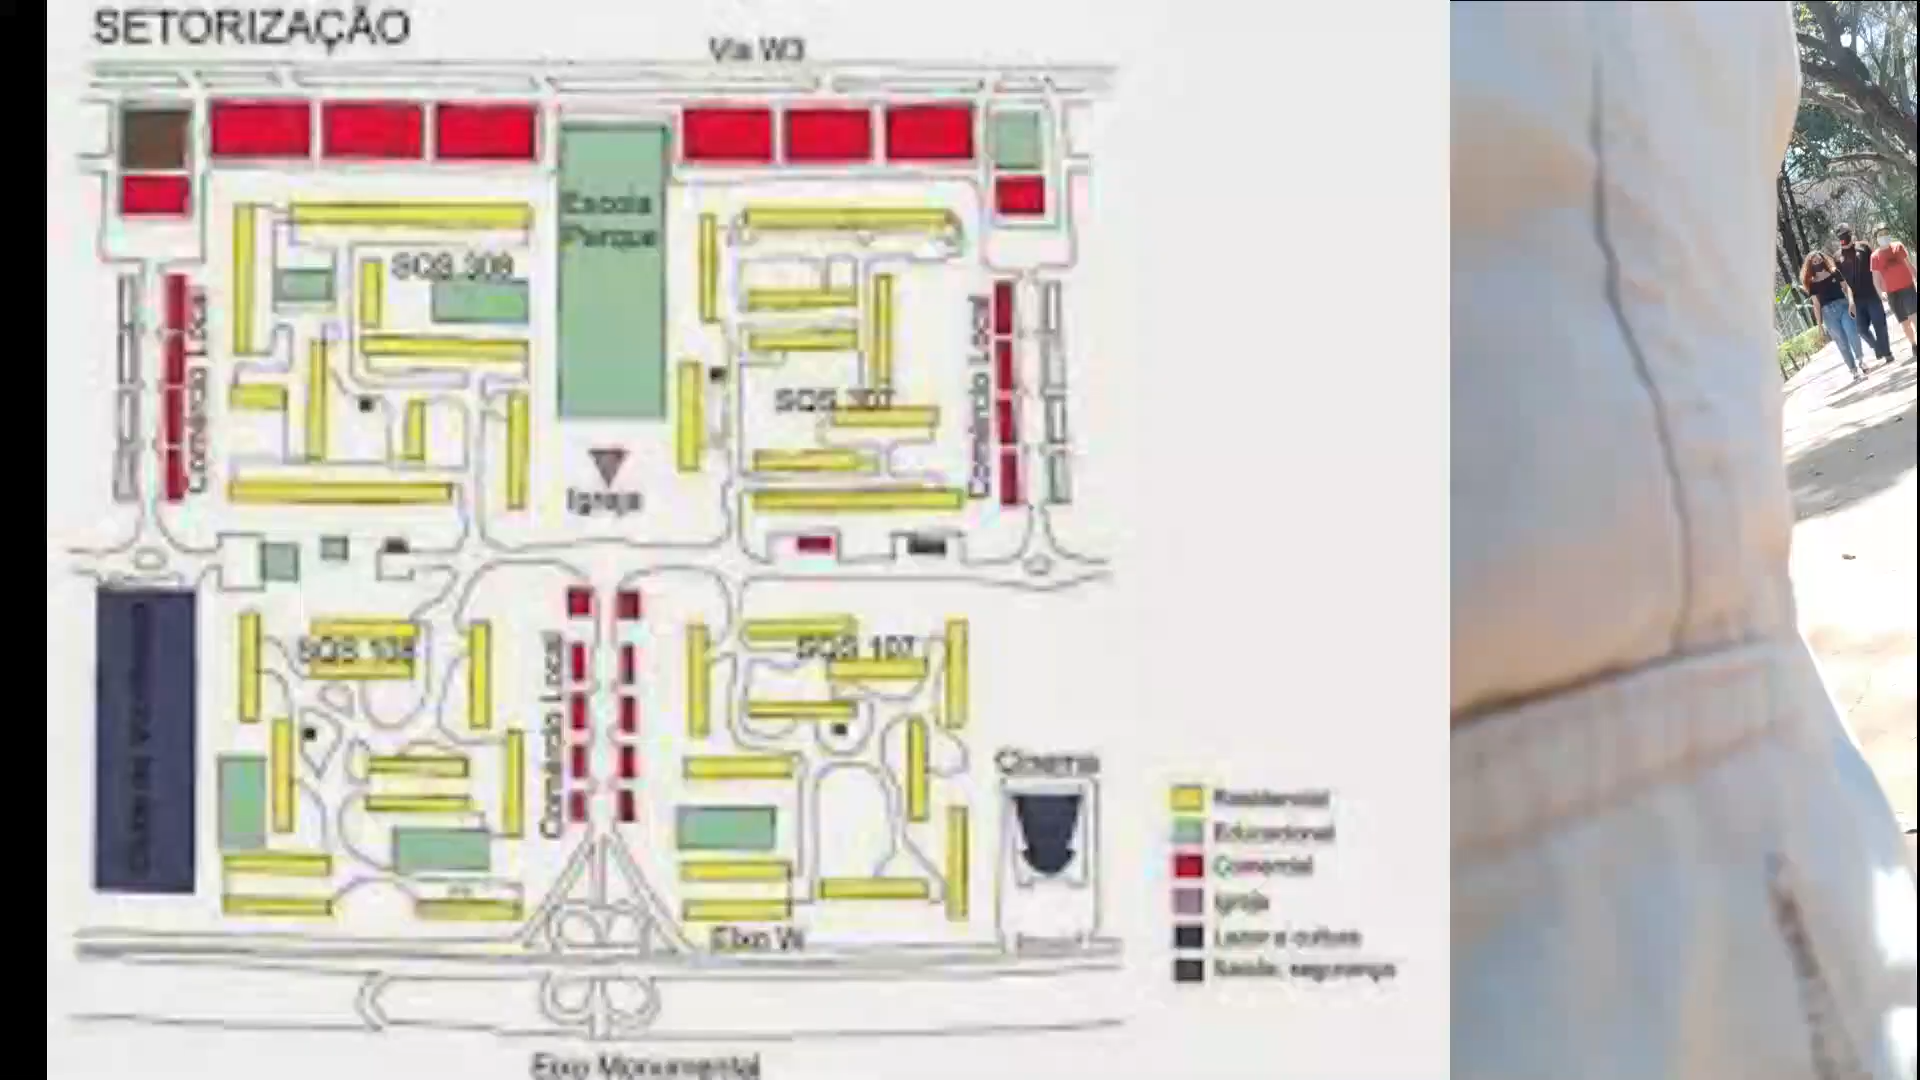 SETORIZAÇÃO
Via W3
Escola
Parque
SQS 308
Comércio Local
SQS 307
Comércio Local
Igreja
SQS 108
SQS 107
Comércio Local
Cinema
Eixo W
Eixo Monumental
Residencial
Educacional
Comercial
Igreja
Lazer e cultura
Saúde, segurança